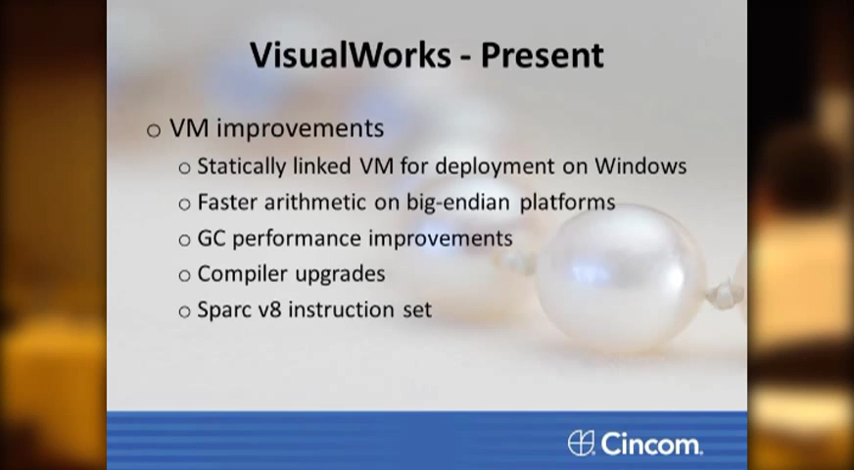 VisualWorks - Present
○ VM improvements
○ Statically linked VM for deployment on Windows
○ Faster arithmetic on big-endian platforms
○ GC performance improvements
○ Compiler upgrades
○ Sparc v8 instruction set
Cincom.